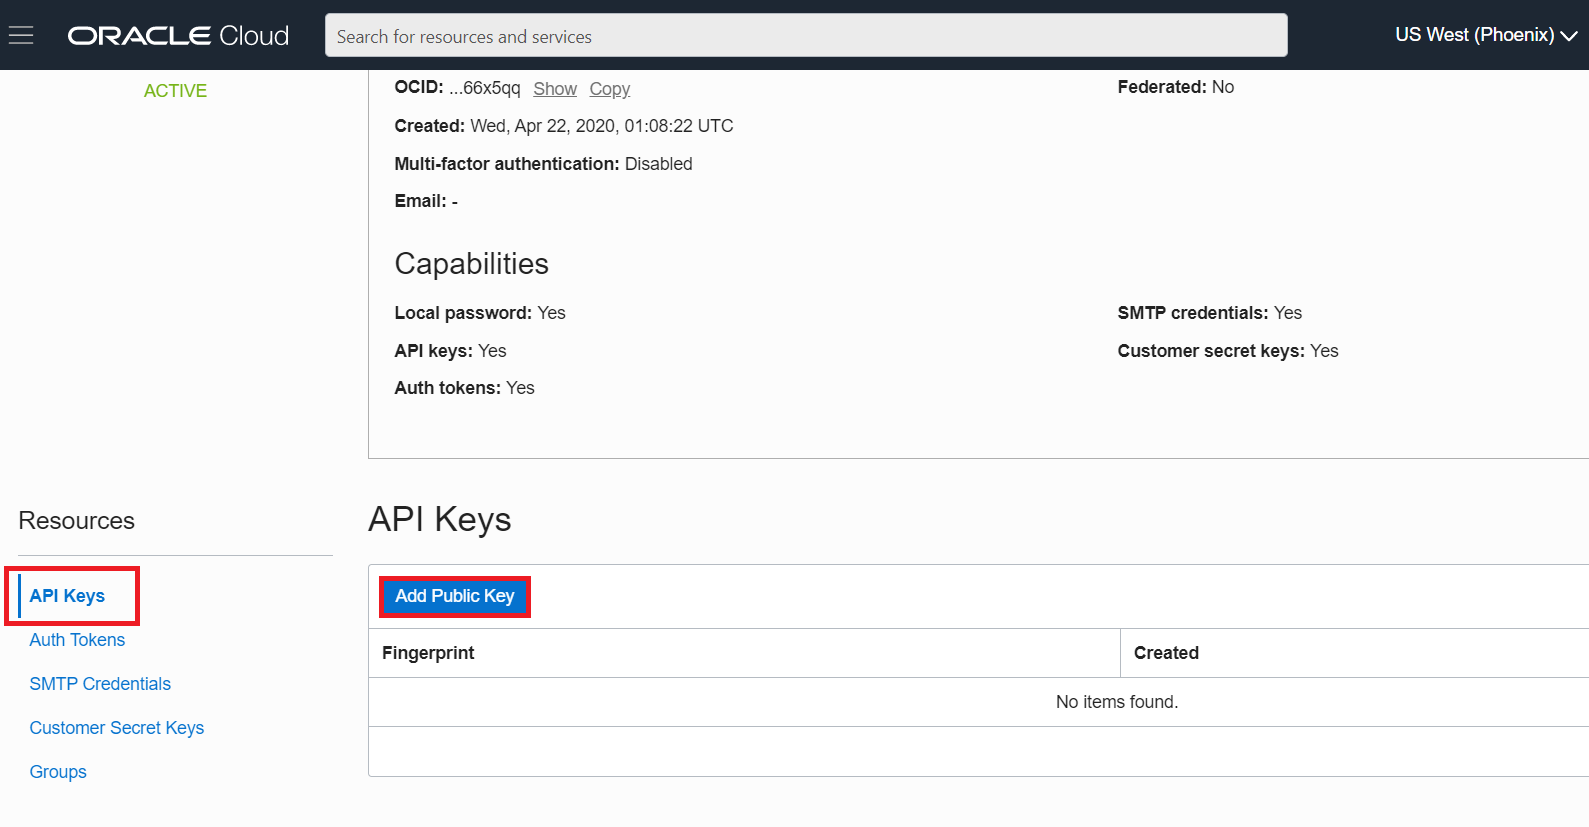 ORACLE Cloud
Search for resources and services
US West (Phoenix)
ACTIVE
OCID: ...66x5qq Show Copy
Federated: No
Created: Wed, Apr 22, 2020, 01:08:22 UTC
Multi-factor authentication: Disabled
Email: -
Capabilities
Local password: Yes
SMTP credentials: Yes
API keys: Yes
Customer secret keys: Yes
Auth tokens: Yes
Resources
API Keys
Auth Tokens
SMTP Credentials
Customer Secret Keys
Groups
API Keys
Add Public Key
Fingerprint
Created
No items found.